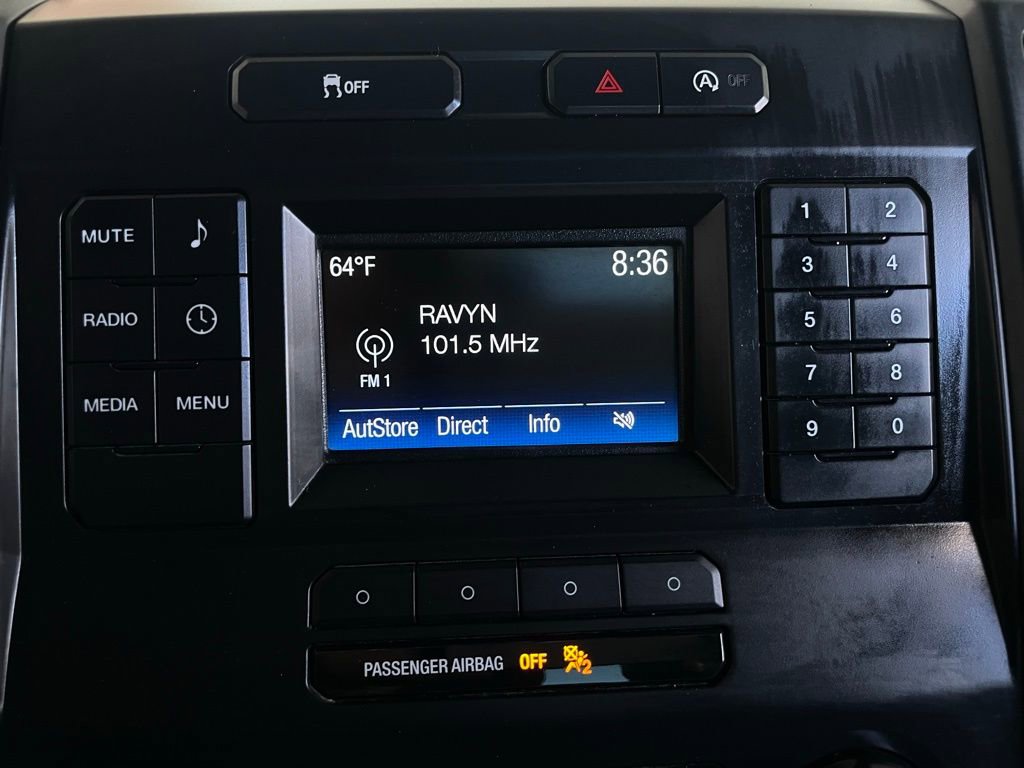 OFF
A OFF
MUTE
RADIO
MEDIA MENU
64°F 8:36
RAVYN
101.5 MHz
FM 1
AutStore Direct Info
1 2
3 4
5 6
7 8
9 0
PASSENGER AIRBAG OFF 2